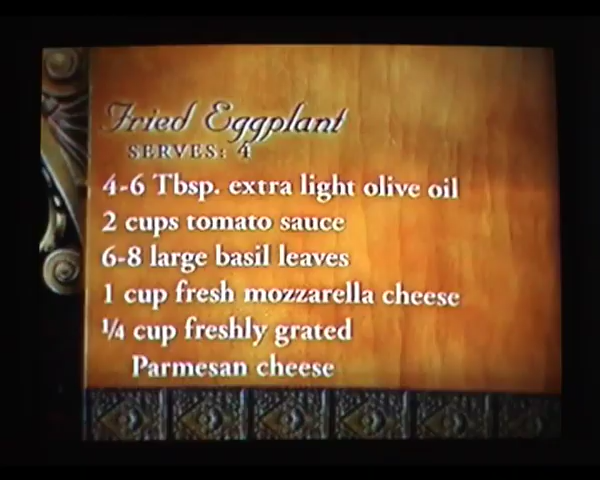 Fried Eggplant
SERVES: 4
4-6 Tbsp. extra light olive oil
2 cups tomato sauce
6-8 large basil leaves
1 cup fresh mozzarella cheese
¼ cup freshly grated
Parmesan cheese